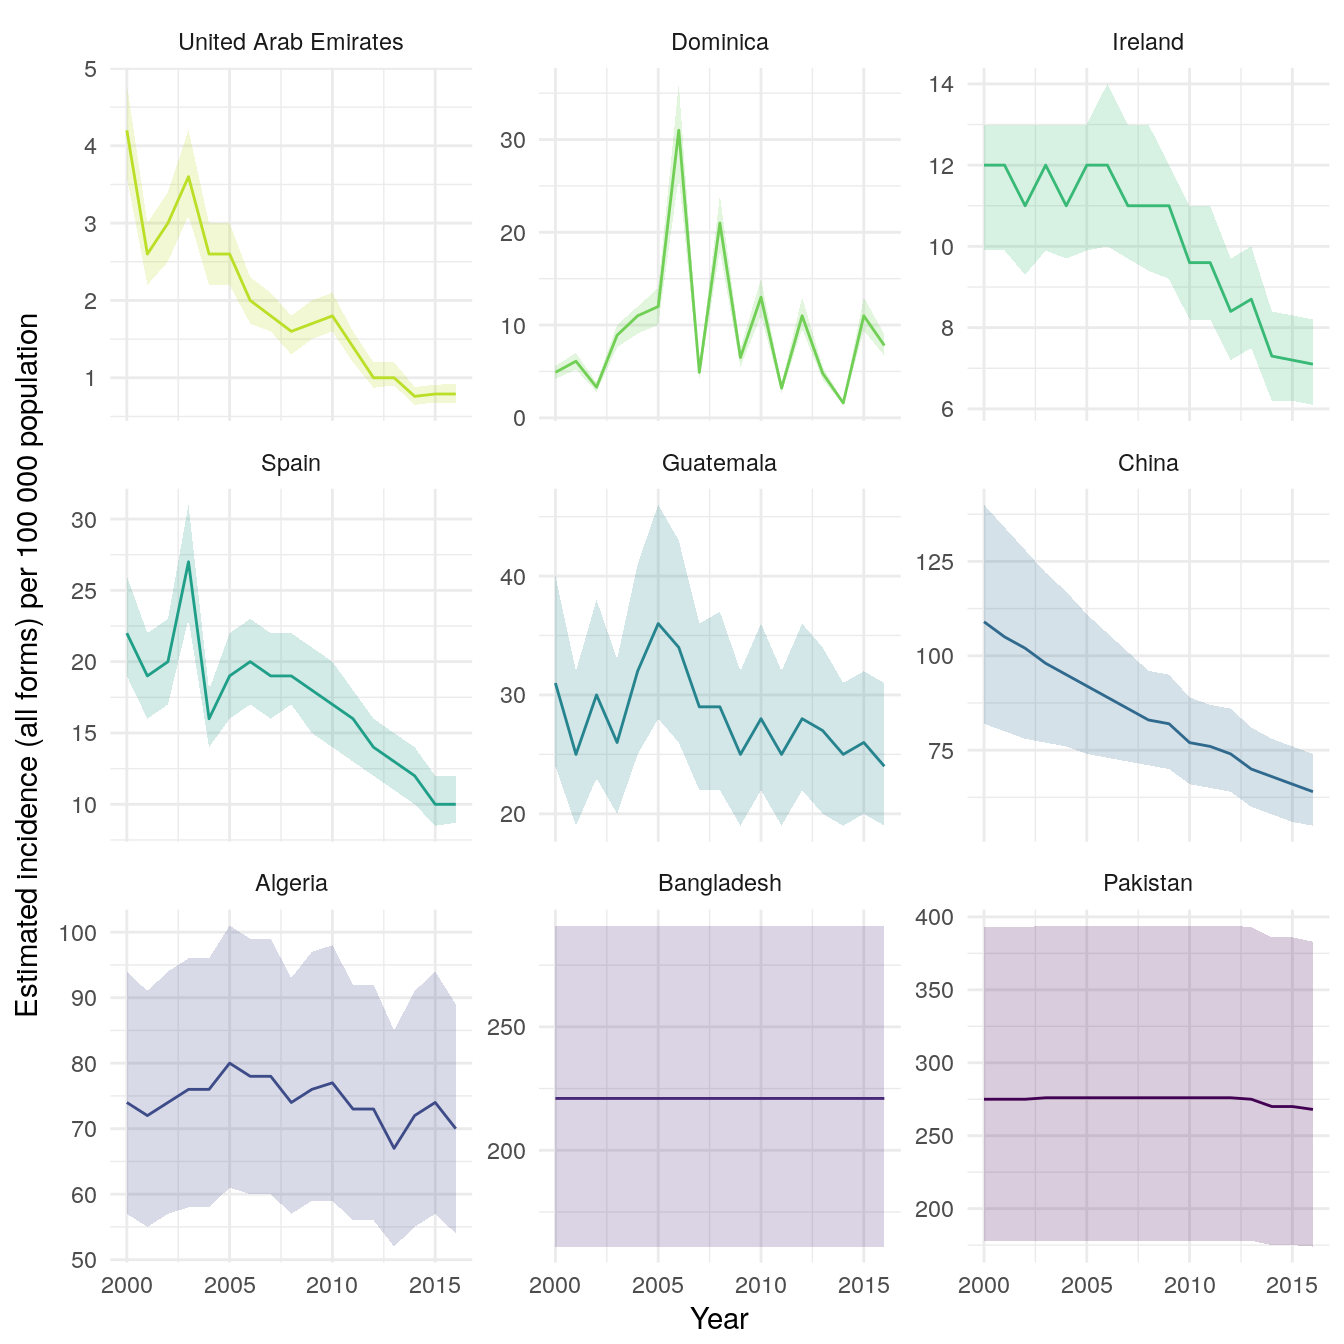 United Arab Emirates
Dominica
Ireland
5
4
3
2
1
30
20
10
0
14
12
10
8
6
Spain
Guatemala
China
30
25
20
15
10
40
30
20
125
100
75
Algeria
Bangladesh
Pakistan
100
90
80
70
60
50
250
200
400
350
300
250
200
2000 2005 2010 2015
2000 2005 2010 2015
2000 2005 2010 2015
Year
Estimated incidence (all forms) per 100 000 population